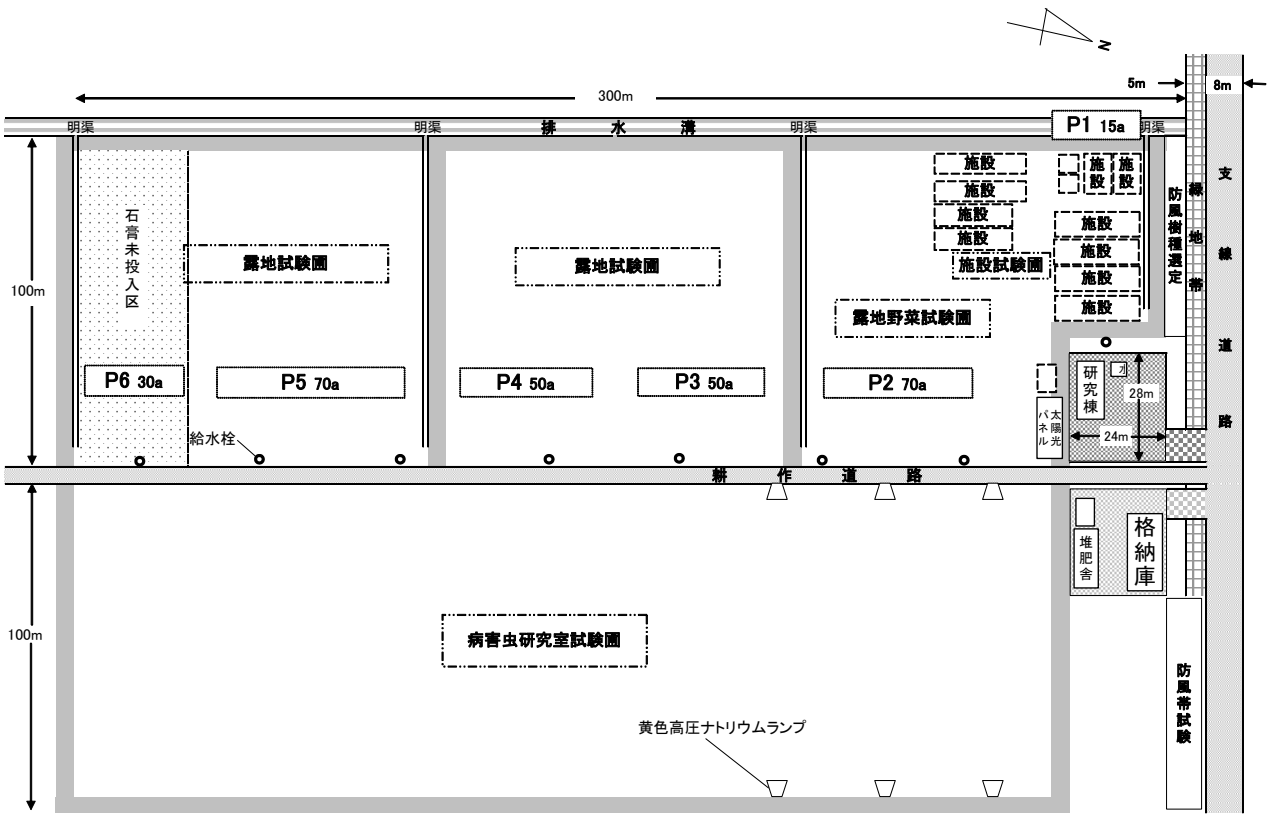 N
5m
8m
300m
明渠
明渠
排水溝
明渠
P1 15a
明渠
施設
施設
施設
施設
施設
施設
施設
施設
施設
施設
施設試験圃
防風樹種選定
緑地帯
支線道路
石膏未投入区
露地試験圃
露地試験圃
露地野菜試験圃
100m
P6 30a
P5 70a
P4 50a
P3 50a
P2 70a
研究棟
28m
24m
太陽光
パネル
給水栓
耕作道路
堆肥舎
格納庫
100m
病害虫研究室試験圃
黄色高圧ナトリウムランプ
防風帯試験